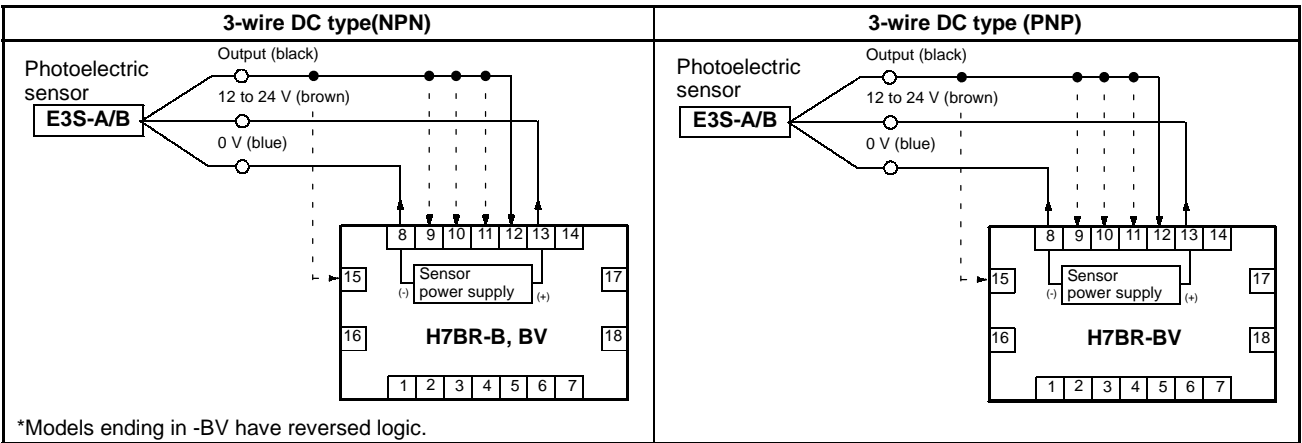 3-wire DC type(NPN)
Output (black)
Photoelectric
sensor
E3S-A/B
12 to 24 V (brown)
0 V (blue)
8 9 10 11 12 13 14
15
Sensor
power supply
(-)
(+)
17
16
H7BR-B, BV
18
1 2 3 4 5 6 7
*Models ending in -BV have reversed logic.
3-wire DC type (PNP)
Output (black)
Photoelectric
sensor
E3S-A/B
12 to 24 V (brown)
0 V (blue)
8 9 10 11 12 13 14
15
Sensor
power supply
(-)
(+)
17
16
H7BR-BV
18
1 2 3 4 5 6 7